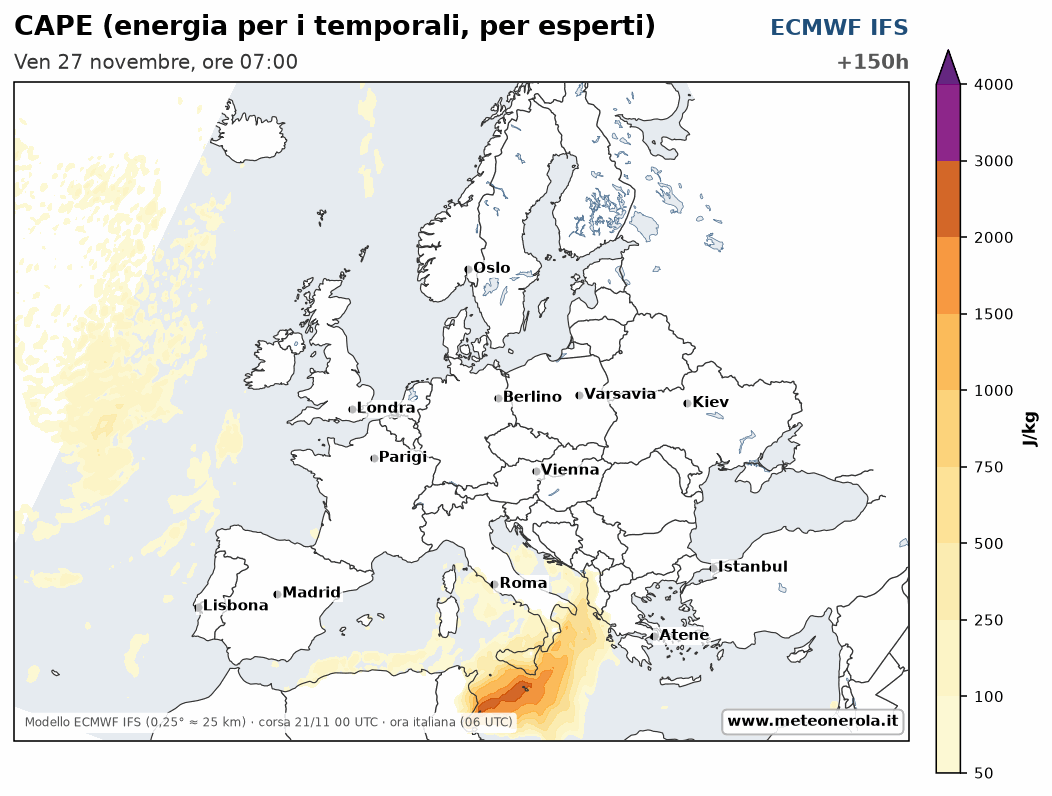 CAPE (energia per i temporali, per esperti)
ECMWF IFS
Ven 27 novembre, ore 07:00
+150h
4000
3000
2000
1500
1000
750
500
250
100
50
J/kg
Oslo
Londra
Berlino
Varsavia
Kiev
Parigi
Vienna
Istanbul
Roma
Madrid
Lisbona
Atene
Modello ECMWF IFS (0,25° ≈ 25 km) · corsa 21/11 00 UTC · ora italiana (06 UTC)
www.meteonerola.it